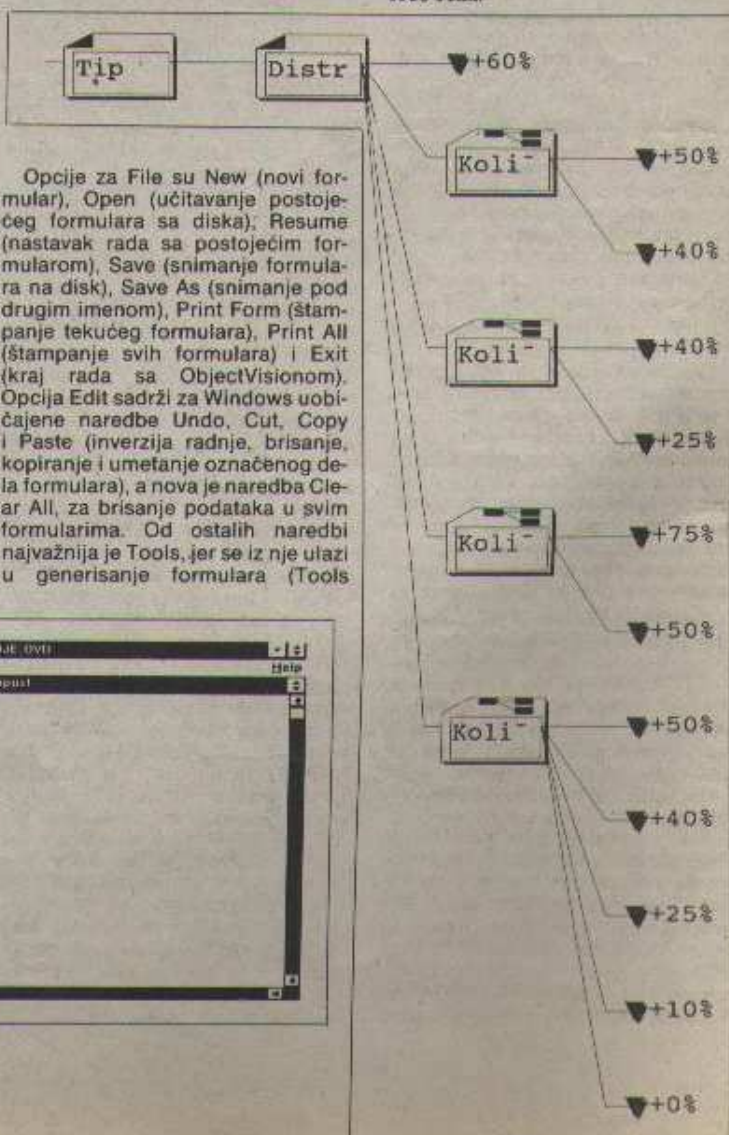 Tip
Distr
+60%
Koli
+50%
+40%
Koli
+40%
+25%
Koli
+75%
+50%
Koli
+50%
+40%
+25%
+10%
+0%
Opcije za File su New (novi for-
mular), Open (učitavanje postoje-
ćeg formulara sa diska), Resume
(nastavak rada sa postojećim for-
mularom), Save (snimanje formula-
ra na disk), Save As (snimanje pod
drugim imenom), Print Form (štam-
panje tekućeg formulara), Print All
(štampanje svih formulara) i Exit
(kraj rada sa ObjectVisionom).
Opcija Edit sadrži za Windows uobi-
čajene naredbe Undo, Cut, Copy
i Paste (inverzija radnje, brisanje,
kopiranje i umetanje označenog de-
la formulara), a nova je naredba Cle-
ar All, za brisanje podataka u svim
formularima. Od ostalih naredbi
najvažnija je Tools, jer se iz nje ulazi
u generisanje formulara (Tools
Help